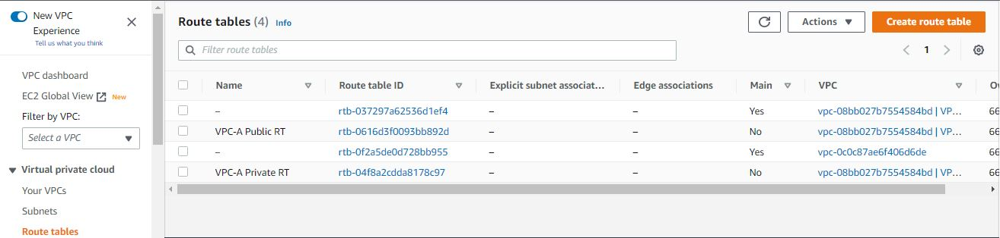 New VPC
Experience
Tell us what you think
VPC dashboard
EC2 Global View New
Filter by VPC:
Select a VPC
Virtual private cloud
Your VPCs
Subnets
Route tables
Route tables (4) Info
Actions
Create route table
Filter route tables
1
Name Route table ID Explicit subnet associat... Edge associations Main VPC Ov
– rtb-037297a62536d1ef4 – – Yes vpc-08bb027b7554584bd | VP... 66
VPC-A Public RT rtb-0616d3f0093bb892d – – No vpc-08bb027b7554584bd | VP... 66
– rtb-0f2a5de0d728bb955 – – Yes vpc-0c0c87ae6f406d6de 66
VPC-A Private RT rtb-04f8a2cdda8178c97 – – No vpc-08bb027b7554584bd | VP... 66